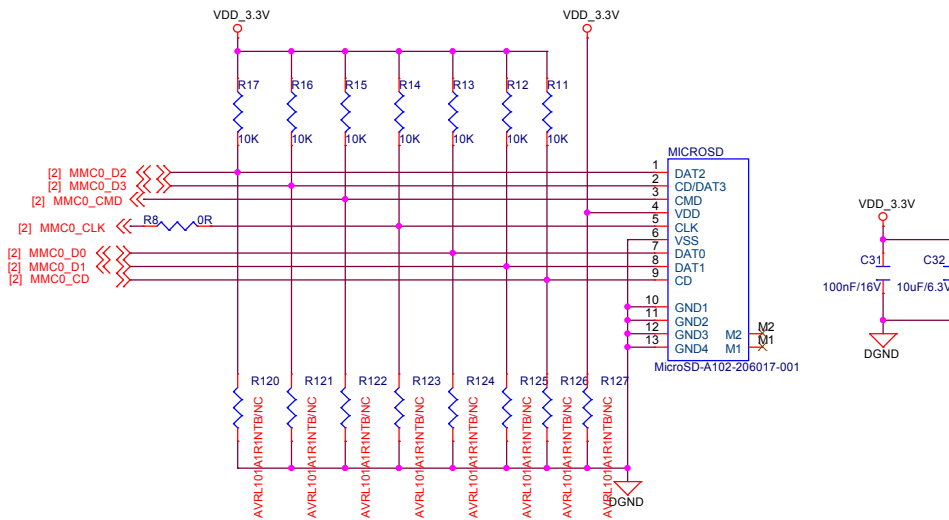 VDD_3.3V
VDD_3.3V
R17
R16
R15
R14
R13
R12
R11
10K
10K
10K
10K
10K
10K
10K
MICROSD
[2] MMC0_D2
1
DAT2
[2] MMC0_D3
2
CD/DAT3
[2] MMC0_CMD
3
CMD
4
VDD
[2] MMC0_CLK
R8
0R
5
CLK
6
VSS
[2] MMC0_D0
7
DAT0
[2] MMC0_D1
8
DAT1
[2] MMC0_CD
9
CD
10
GND1
11
GND2
12
GND3
M2
M2
13
GND4
M1
M1
MicroSD-A102-206017-001
VDD_3.3V
C31
C32
100nF/16V
10uF/6.3V
DGND
R120
R121
R122
R123
R124
R125
R126
R127
AVRL101A1R1NTB/NC
AVRL101A1R1NTB/NC
AVRL101A1R1NTB/NC
AVRL101A1R1NTB/NC
AVRL101A1R1NTB/NC
AVRL101A1R1NTB/NC
AVRL101A1R1NTB/NC
AVRL101A1R1NTB/NC
DGND